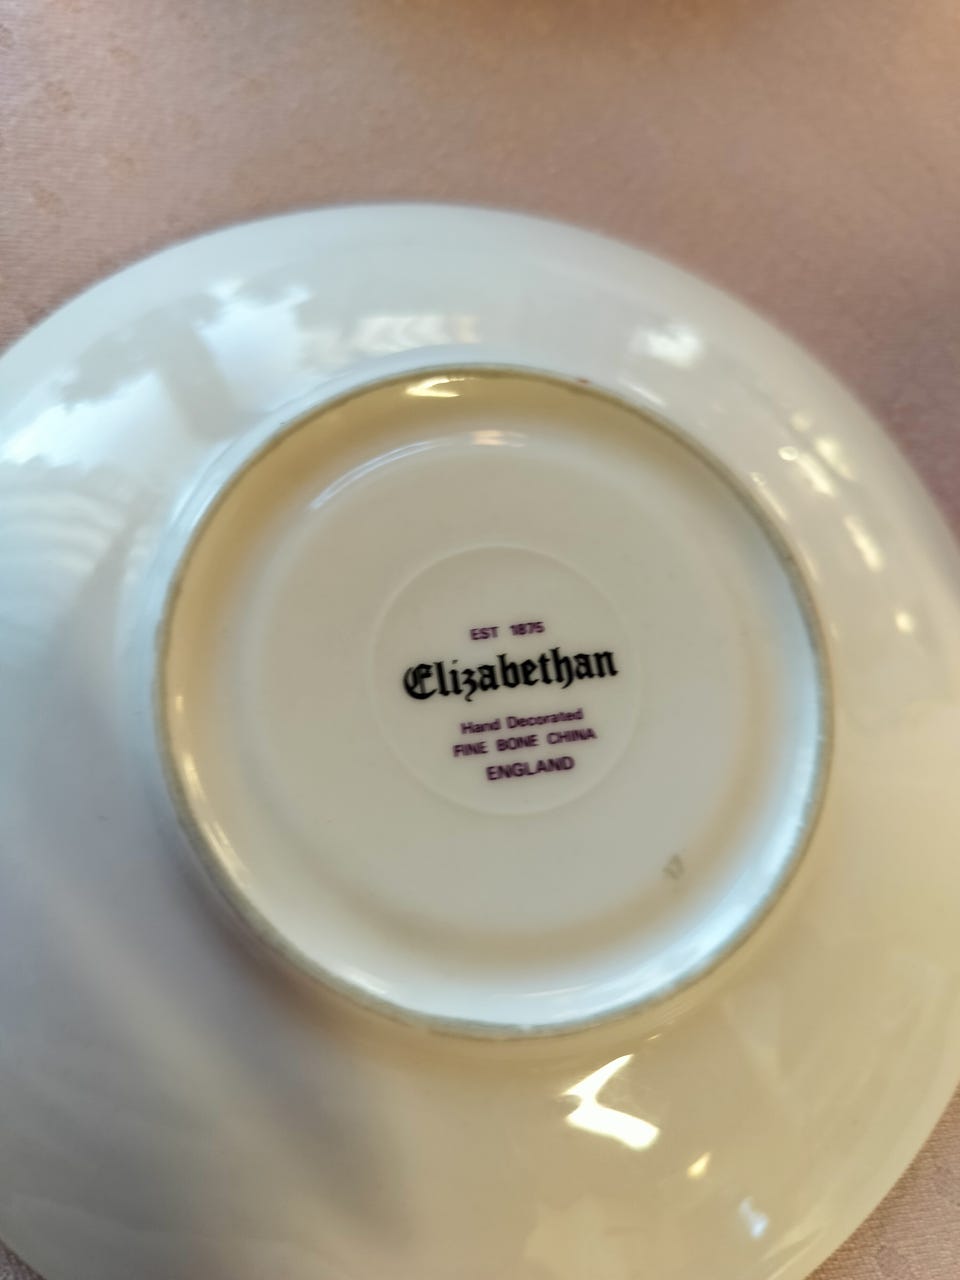 EST 1875
Elizabethan
Hand Decorated
FINE BONE CHINA
ENGLAND